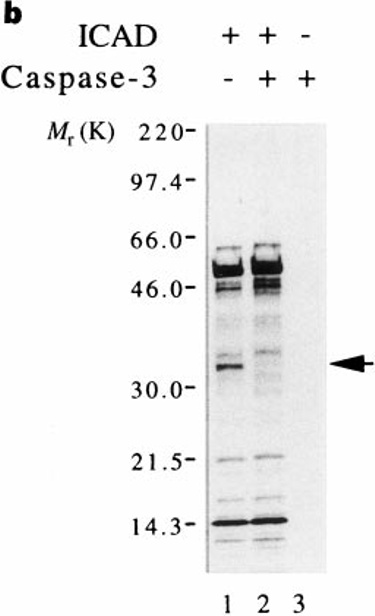 b
ICAD + + -
Caspase-3 - + +
Mr (K) 220-
97.4-
66.0-
46.0-
30.0-
21.5-
14.3-
1 2 3